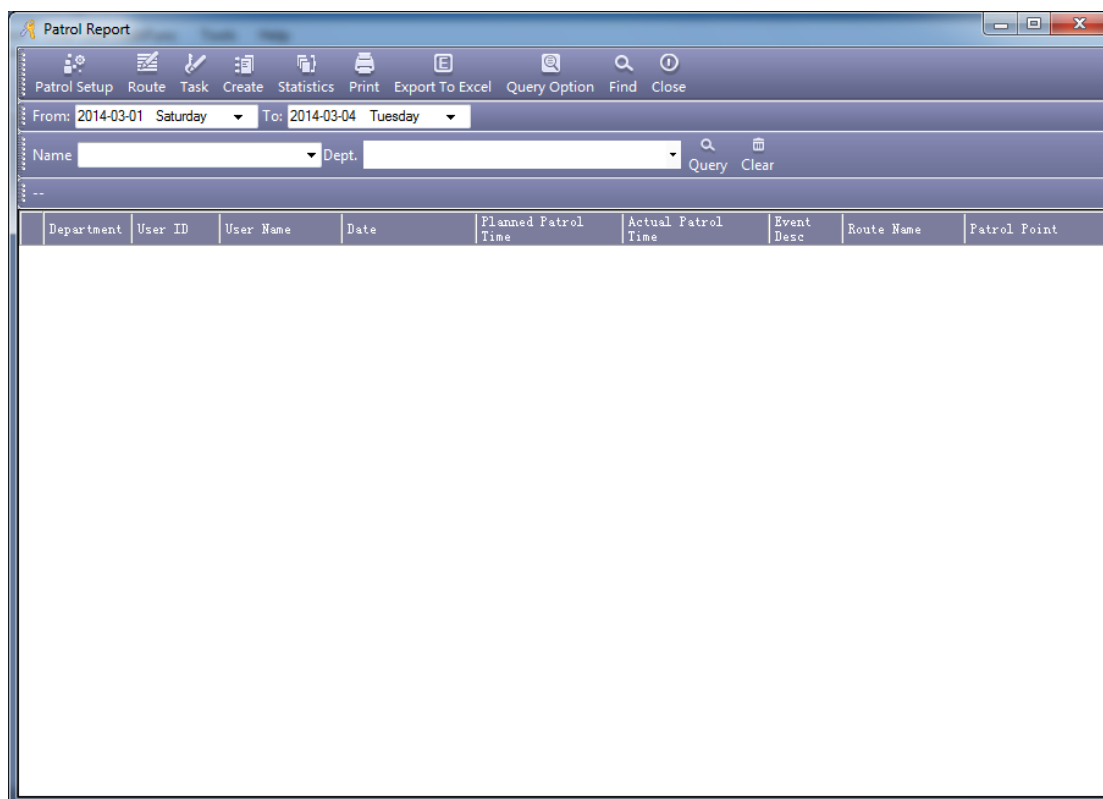 Patrol Report
Tools Help
Patrol Setup Route Task Create Statistics Print Export To Excel Query Option Find Close
From: 2014-03-01 Saturday To: 2014-03-04 Tuesday
Name Dept. Query Clear
--
Department User ID User Name Date Planned Patrol Time Actual Patrol Time Event Desc Route Name Patrol Point